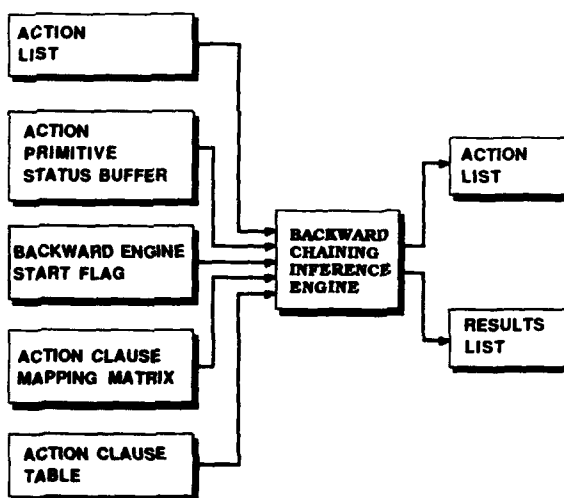 ACTION
LIST
ACTION
PRIMITIVE
STATUS BUFFER
BACKWARD ENGINE
START FLAG
ACTION CLAUSE
MAPPING MATRIX
ACTION CLAUSE
TABLE
BACKWARD
CHAINING
INFERENCE
ENGINE
ACTION
LIST
RESULTS
LIST